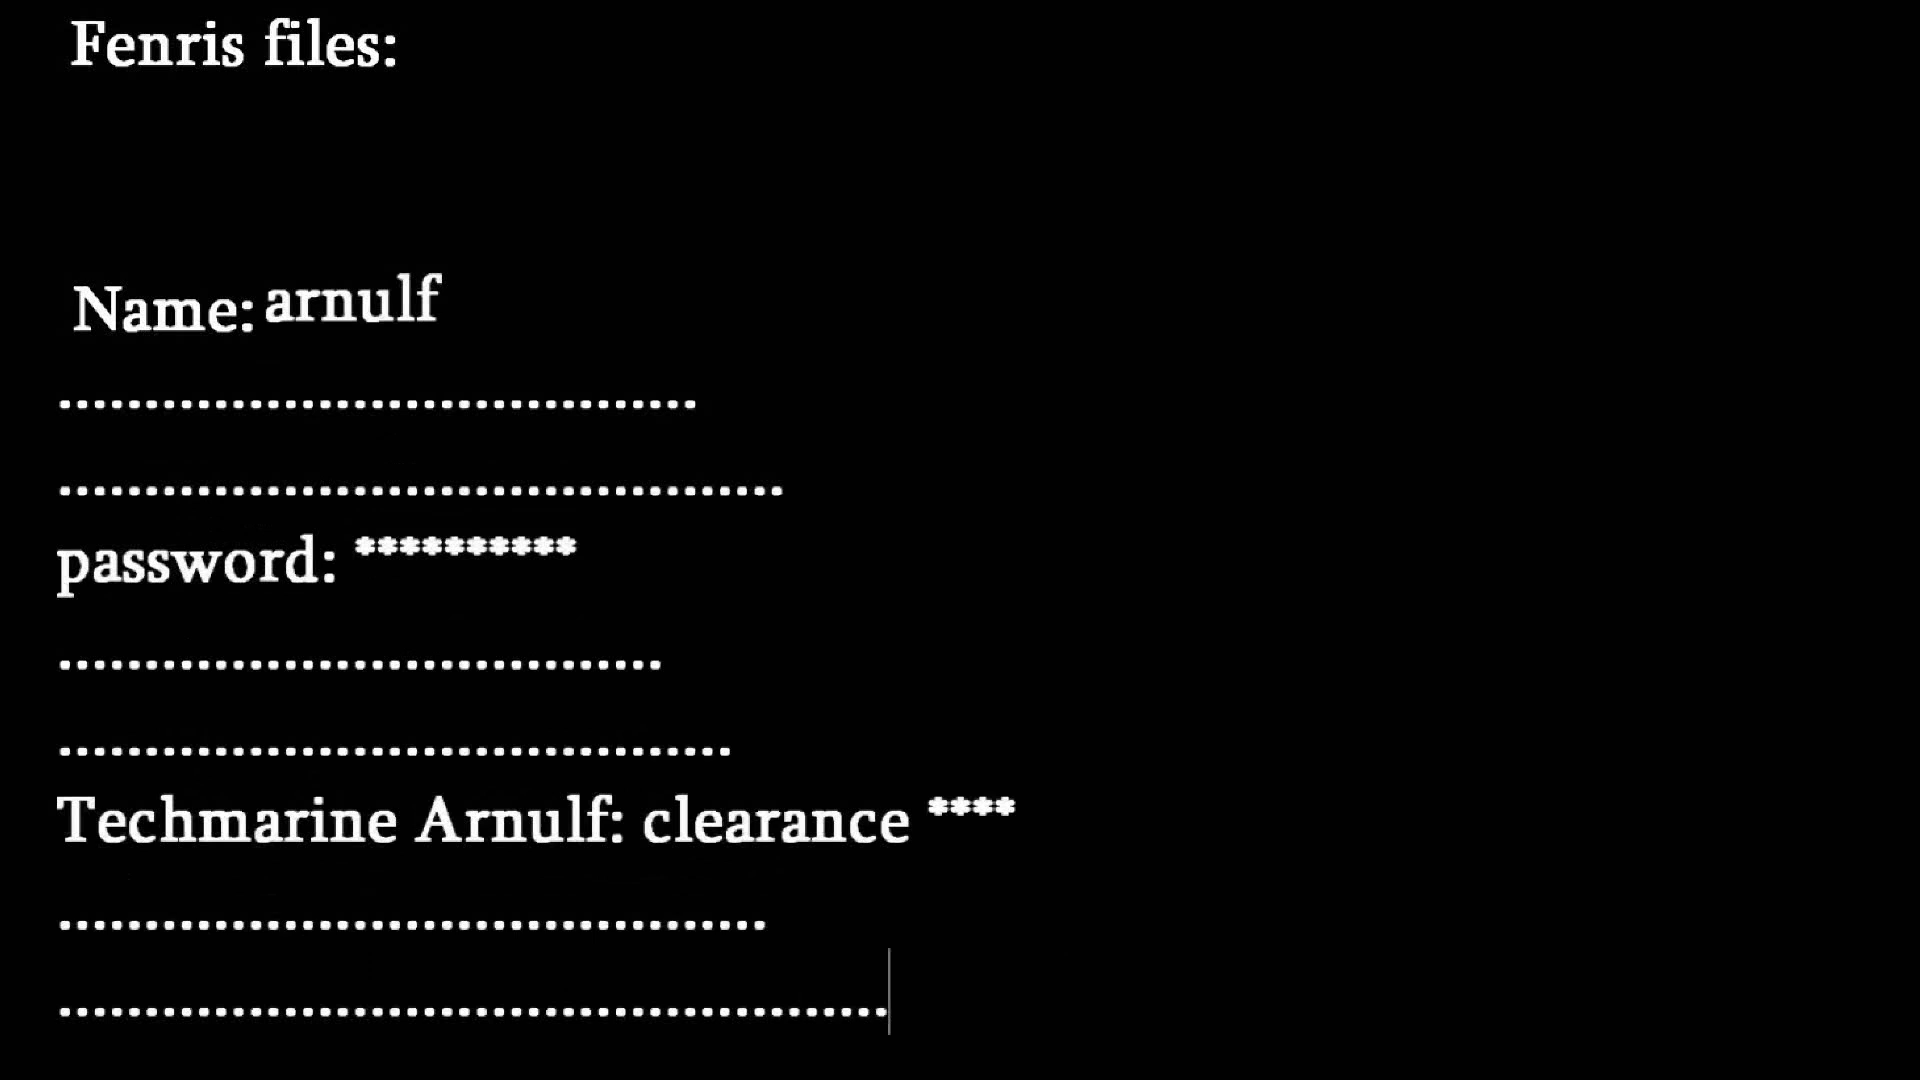 Fenris files:
Name: arnulf
.....................................
..........................................
password: **********
...................................
.......................................
Techmarine Arnulf: clearance ****
.........................................
................................................